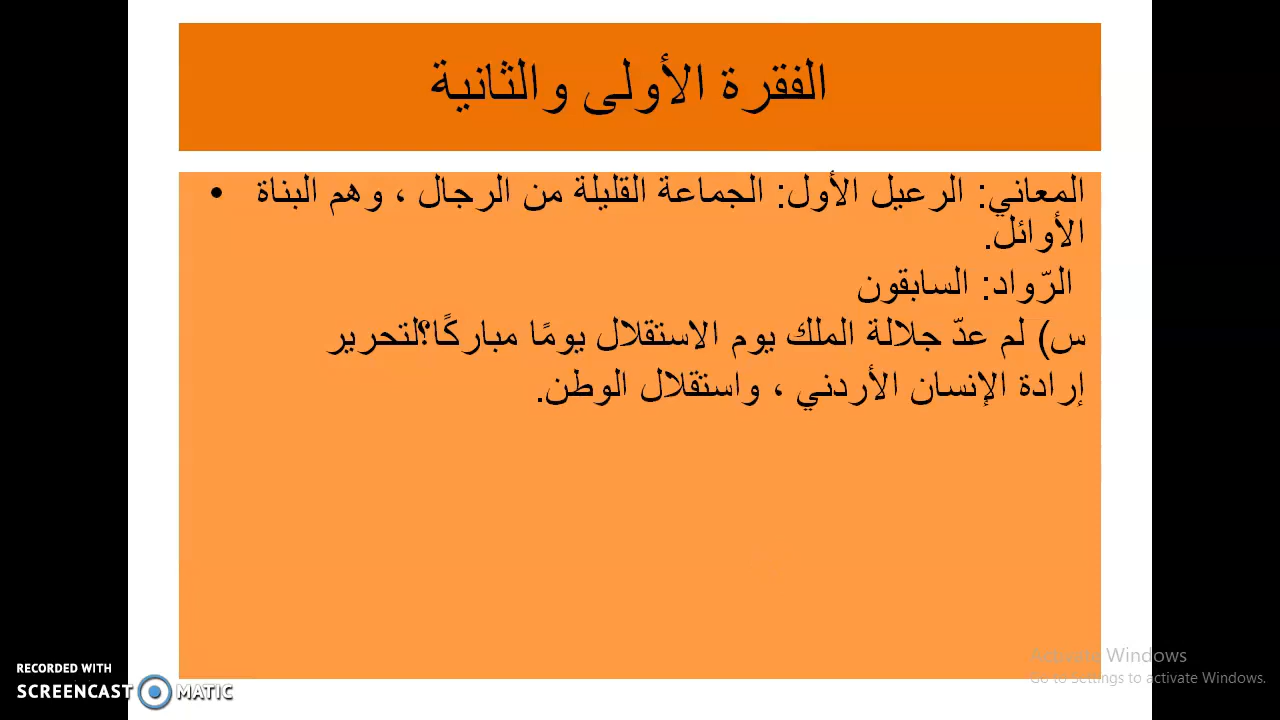 الفقرة الأولى والثانية
• المعاني: الرعيل الأول: الجماعة القليلة من الرجال ، وهم البناة
الأوائل.
الرّواد: السابقون
س) لم عدّ جلالة الملك يوم الاستقلال يومًا مباركًا؟لتحرير
إرادة الإنسان الأردني ، واستقلال الوطن.
Activate Windows
Go to Settings to activate Windows.
RECORDED WITH
SCREENCAST MATIC